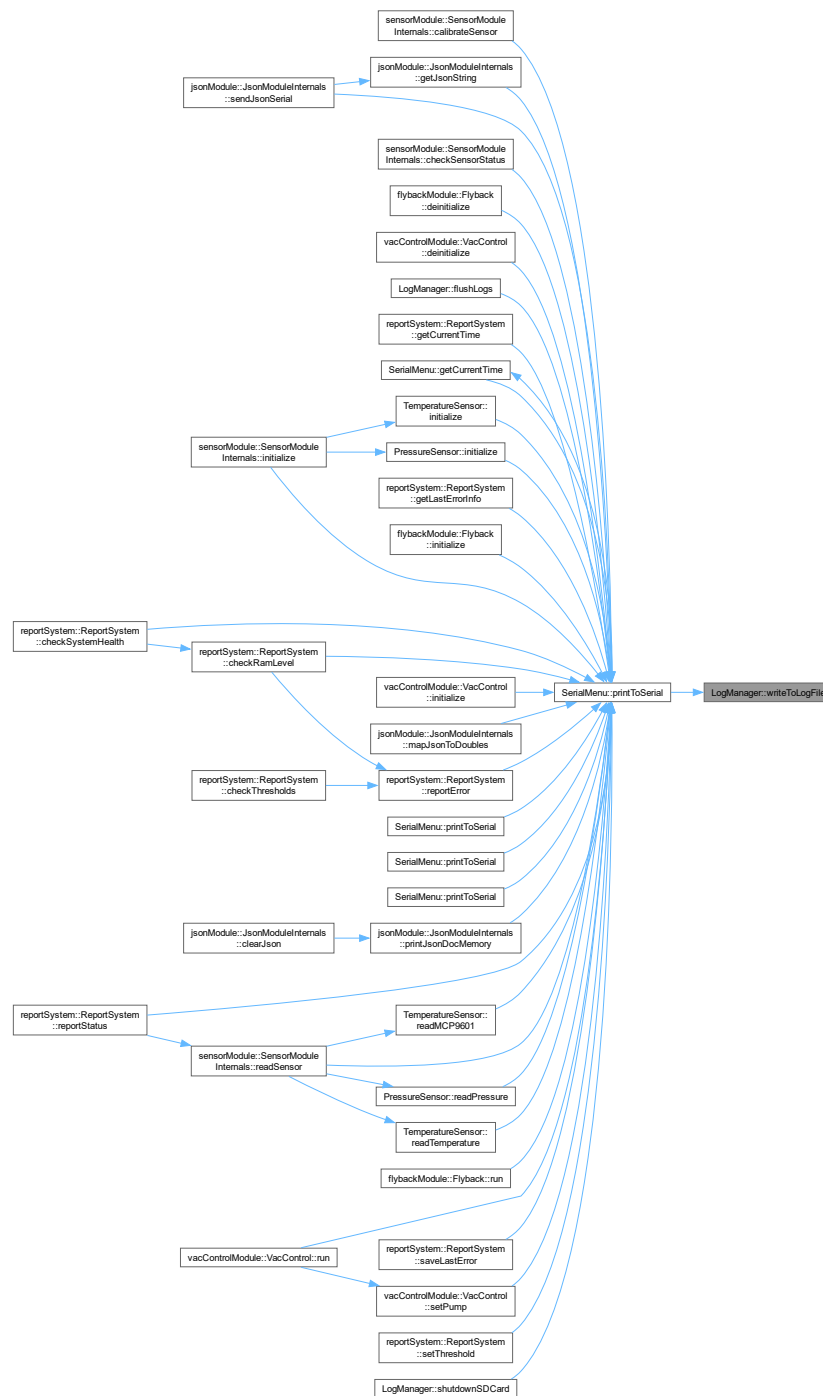 sensorModule::SensorModule
Internals::calibrateSensor
jsonModule::JsonModuleInternals
::getJsonString
jsonModule::JsonModuleInternals
::sendJsonSerial
sensorModule::SensorModule
Internals::checkSensorStatus
flybackModule::Flyback
::deinitialize
vacControlModule::VacControl
::deinitialize
LogManager::flushLogs
reportSystem::ReportSystem
::getCurrentTime
SerialMenu::getCurrentTime
TemperatureSensor::
initialize
sensorModule::SensorModule
Internals::initialize
PressureSensor::initialize
reportSystem::ReportSystem
::getLastErrorInfo
flybackModule::Flyback
::initialize
reportSystem::ReportSystem
::checkSystemHealth
reportSystem::ReportSystem
::checkRamLevel
vacControlModule::VacControl
::initialize
SerialMenu::printToSerial
LogManager::writeToLogFile
jsonModule::JsonModuleInternals
::mapJsonToDoubles
reportSystem::ReportSystem
::checkThresholds
reportSystem::ReportSystem
::reportError
SerialMenu::printToSerial
SerialMenu::printToSerial
SerialMenu::printToSerial
jsonModule::JsonModuleInternals
::clearJson
jsonModule::JsonModuleInternals
::printJsonDocMemory
reportSystem::ReportSystem
::reportStatus
TemperatureSensor::
readMCP9601
sensorModule::SensorModule
Internals::readSensor
PressureSensor::readPressure
TemperatureSensor::
readTemperature
flybackModule::Flyback::run
vacControlModule::VacControl::run
reportSystem::ReportSystem
::saveLastError
vacControlModule::VacControl
::setPump
reportSystem::ReportSystem
::setThreshold
LogManager::shutdownSDCard